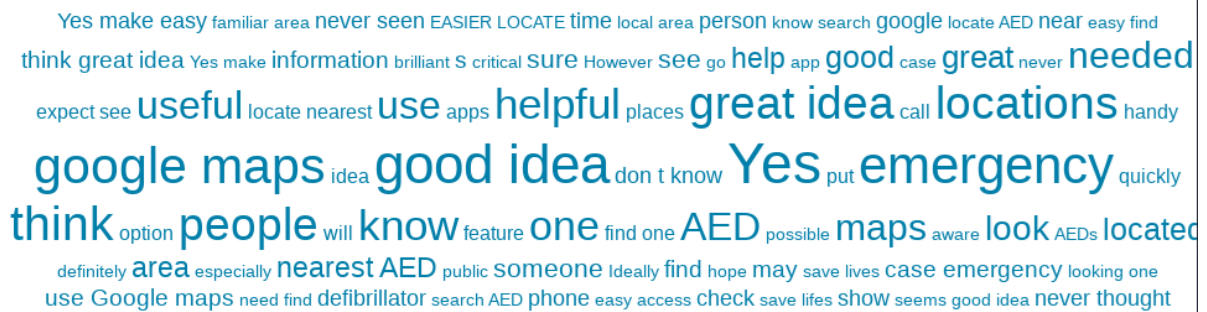 Yes make easy familiar area never seen EASIER LOCATE time local area person know search google locate AED near easy find
think great idea Yes make information brilliant s critical sure However see go help app good case great never needed
expect see useful locate nearest use apps helpful places great idea call locations handy
google maps idea good idea don t know Yes put emergency quickly
think option people will know feature one find one AED possible maps aware look AEDs located
definitely area especially nearest AED public someone Ideally find hope may save lives case emergency looking one
use Google maps need find defibrillator search AED phone easy access check save lifes show seems good idea never thought